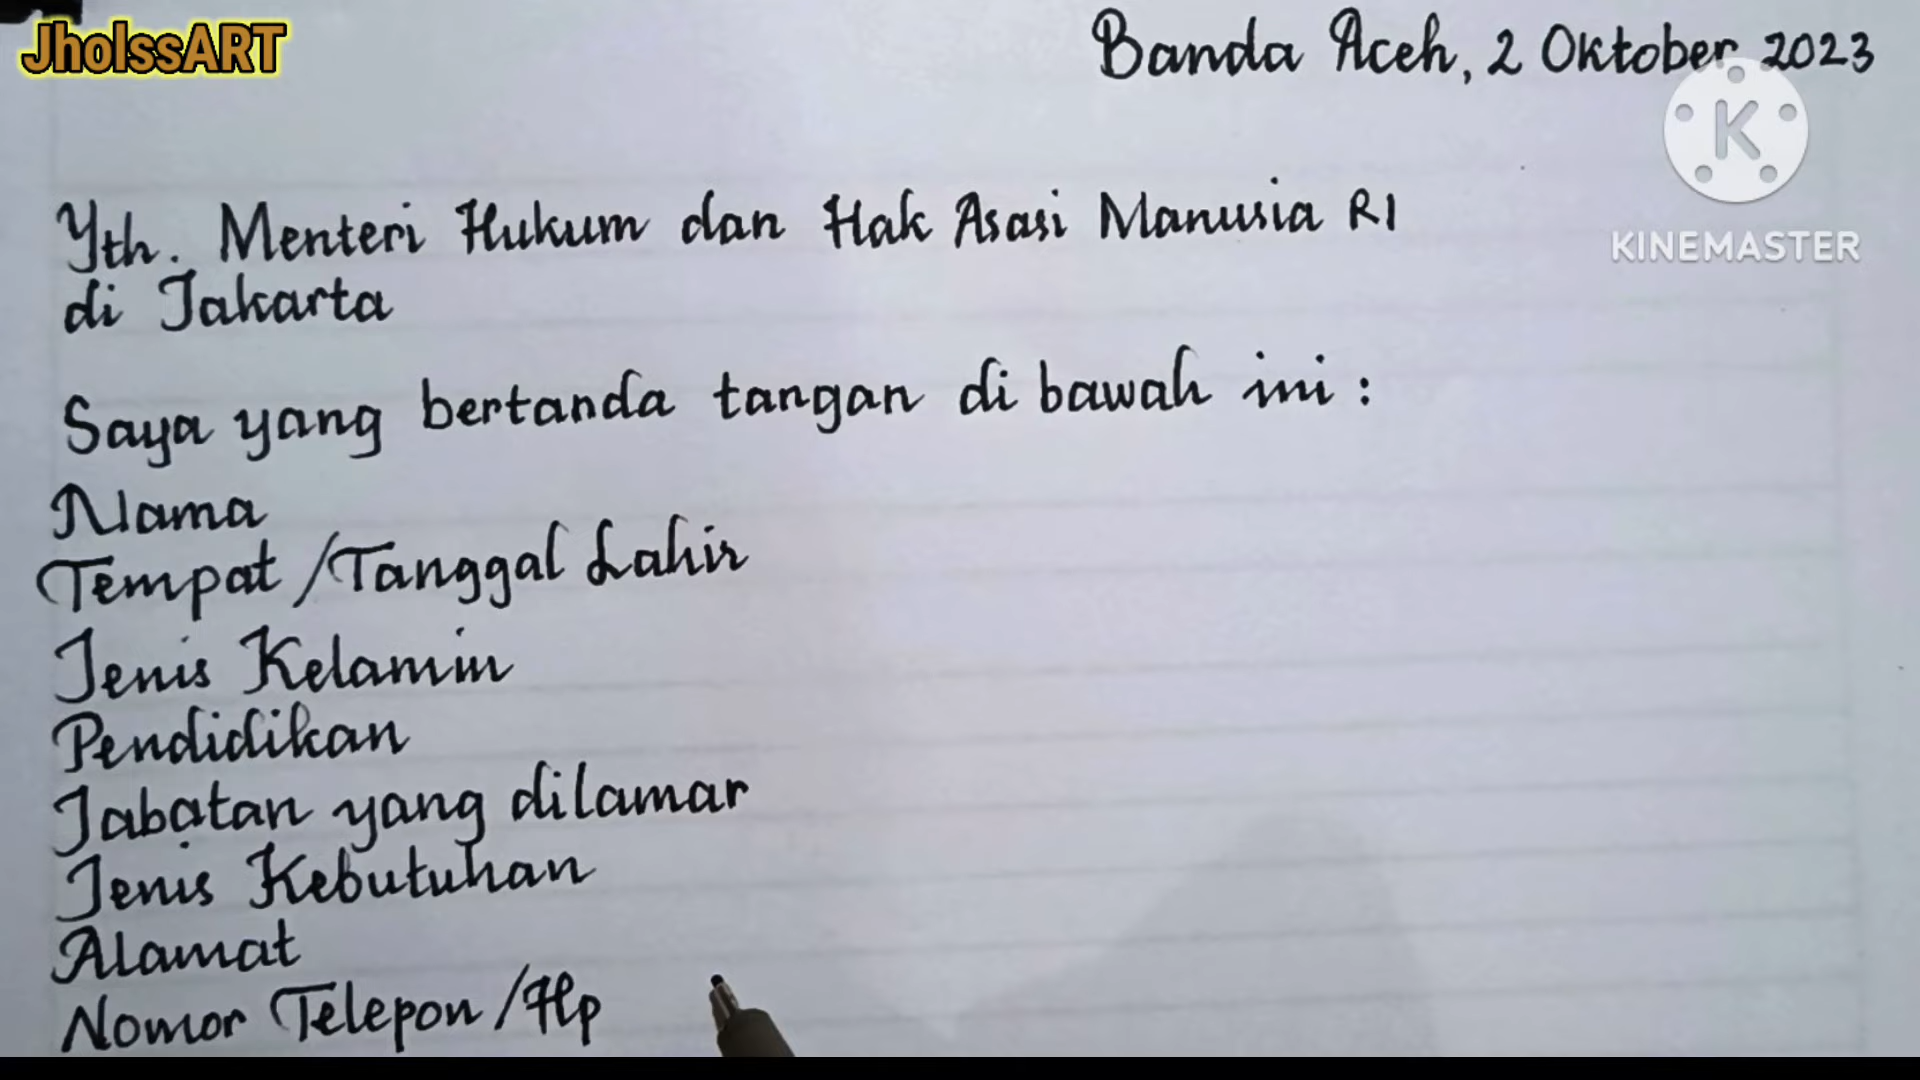 JholssART
Banda Aceh, 2 Oktober 2023
K
KINEMASTER
Yth. Menteri Hukum dan Hak Asasi Manusia RI
di Jakarta
Saya yang bertanda tangan di bawah ini :
Nama
Tempat /Tanggal Lahir
Jenis Kelamin
Pendidikan
Jabatan yang dilamar
Jenis Kebutuhan
Alamat
Nomor Telepon /Hp